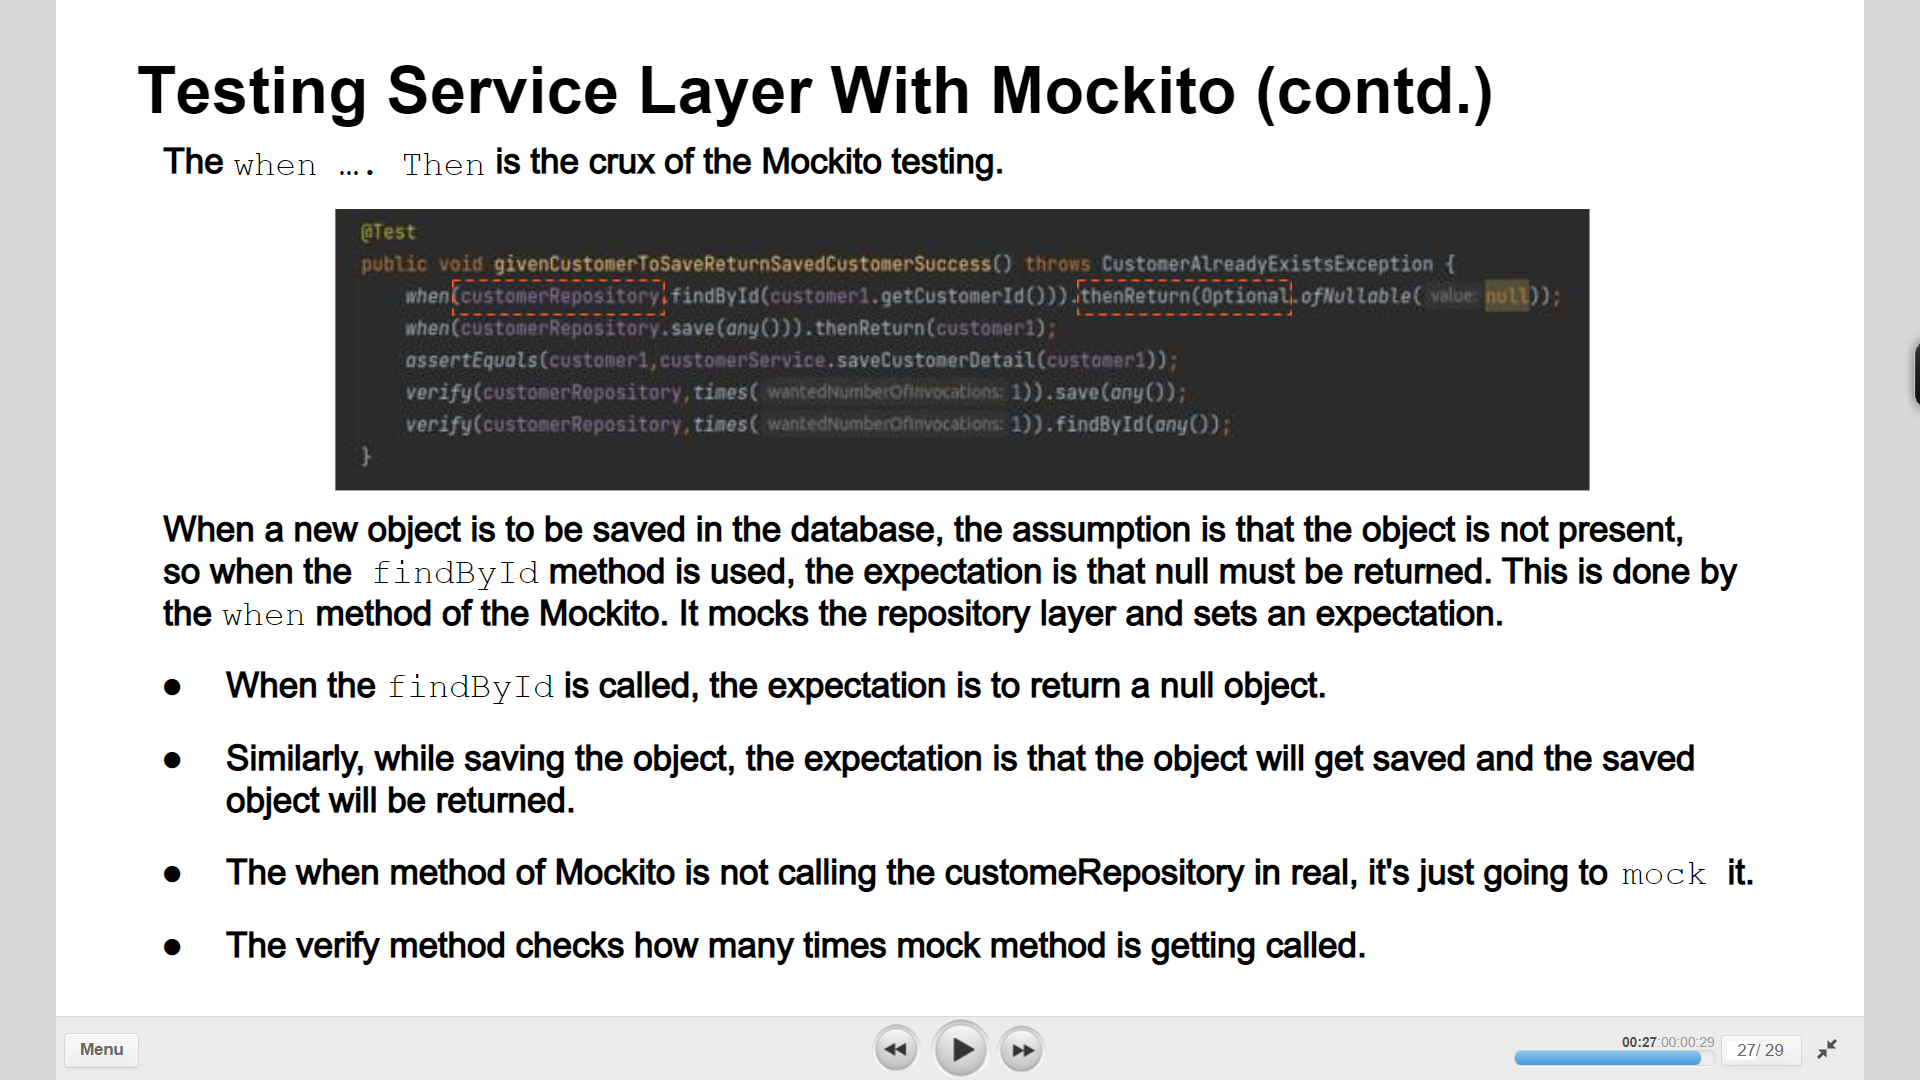 Testing Service Layer With Mockito (contd.)
The when …. Then is the crux of the Mockito testing.
@Test
public void givenCustomerToSaveReturnSavedCustomerSuccess() throws CustomerAlreadyExistsException {
when(customerRepository.findById(customer1.getCustomerId())).thenReturn(Optional.ofNullable( value: null));
when(customerRepository.save(any())).thenReturn(customer1);
assertEquals(customer1,customerService.saveCustomerDetail(customer1));
verify(customerRepository,times( wantedNumberOfInvocations: 1)).save(any());
verify(customerRepository,times( wantedNumberOfInvocations: 1)).findById(any());
}
When a new object is to be saved in the database, the assumption is that the object is not present,
so when the findById method is used, the expectation is that null must be returned. This is done by
the when method of the Mockito. It mocks the repository layer and sets an expectation.
● When the findById is called, the expectation is to return a null object.
● Similarly, while saving the object, the expectation is that the object will get saved and the saved
object will be returned.
● The when method of Mockito is not calling the customeRepository in real, it's just going to mock it.
● The verify method checks how many times mock method is getting called.
Menu
00:27:00:00:29
27/ 29